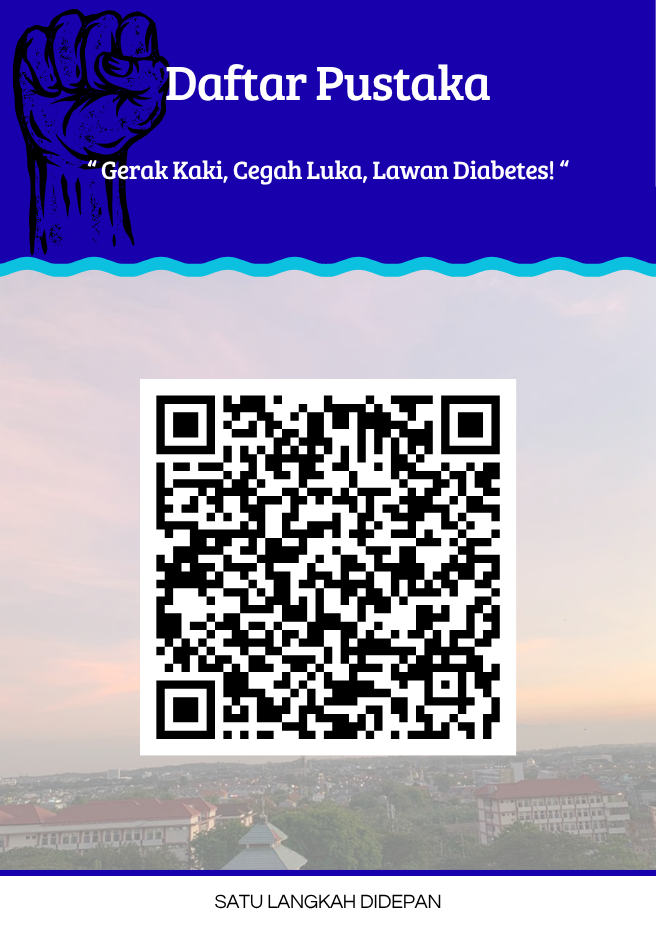 Daftar Pustaka
“ Gerak Kaki, Cegah Luka, Lawan Diabetes! “
SATU LANGKAH DIDEPAN